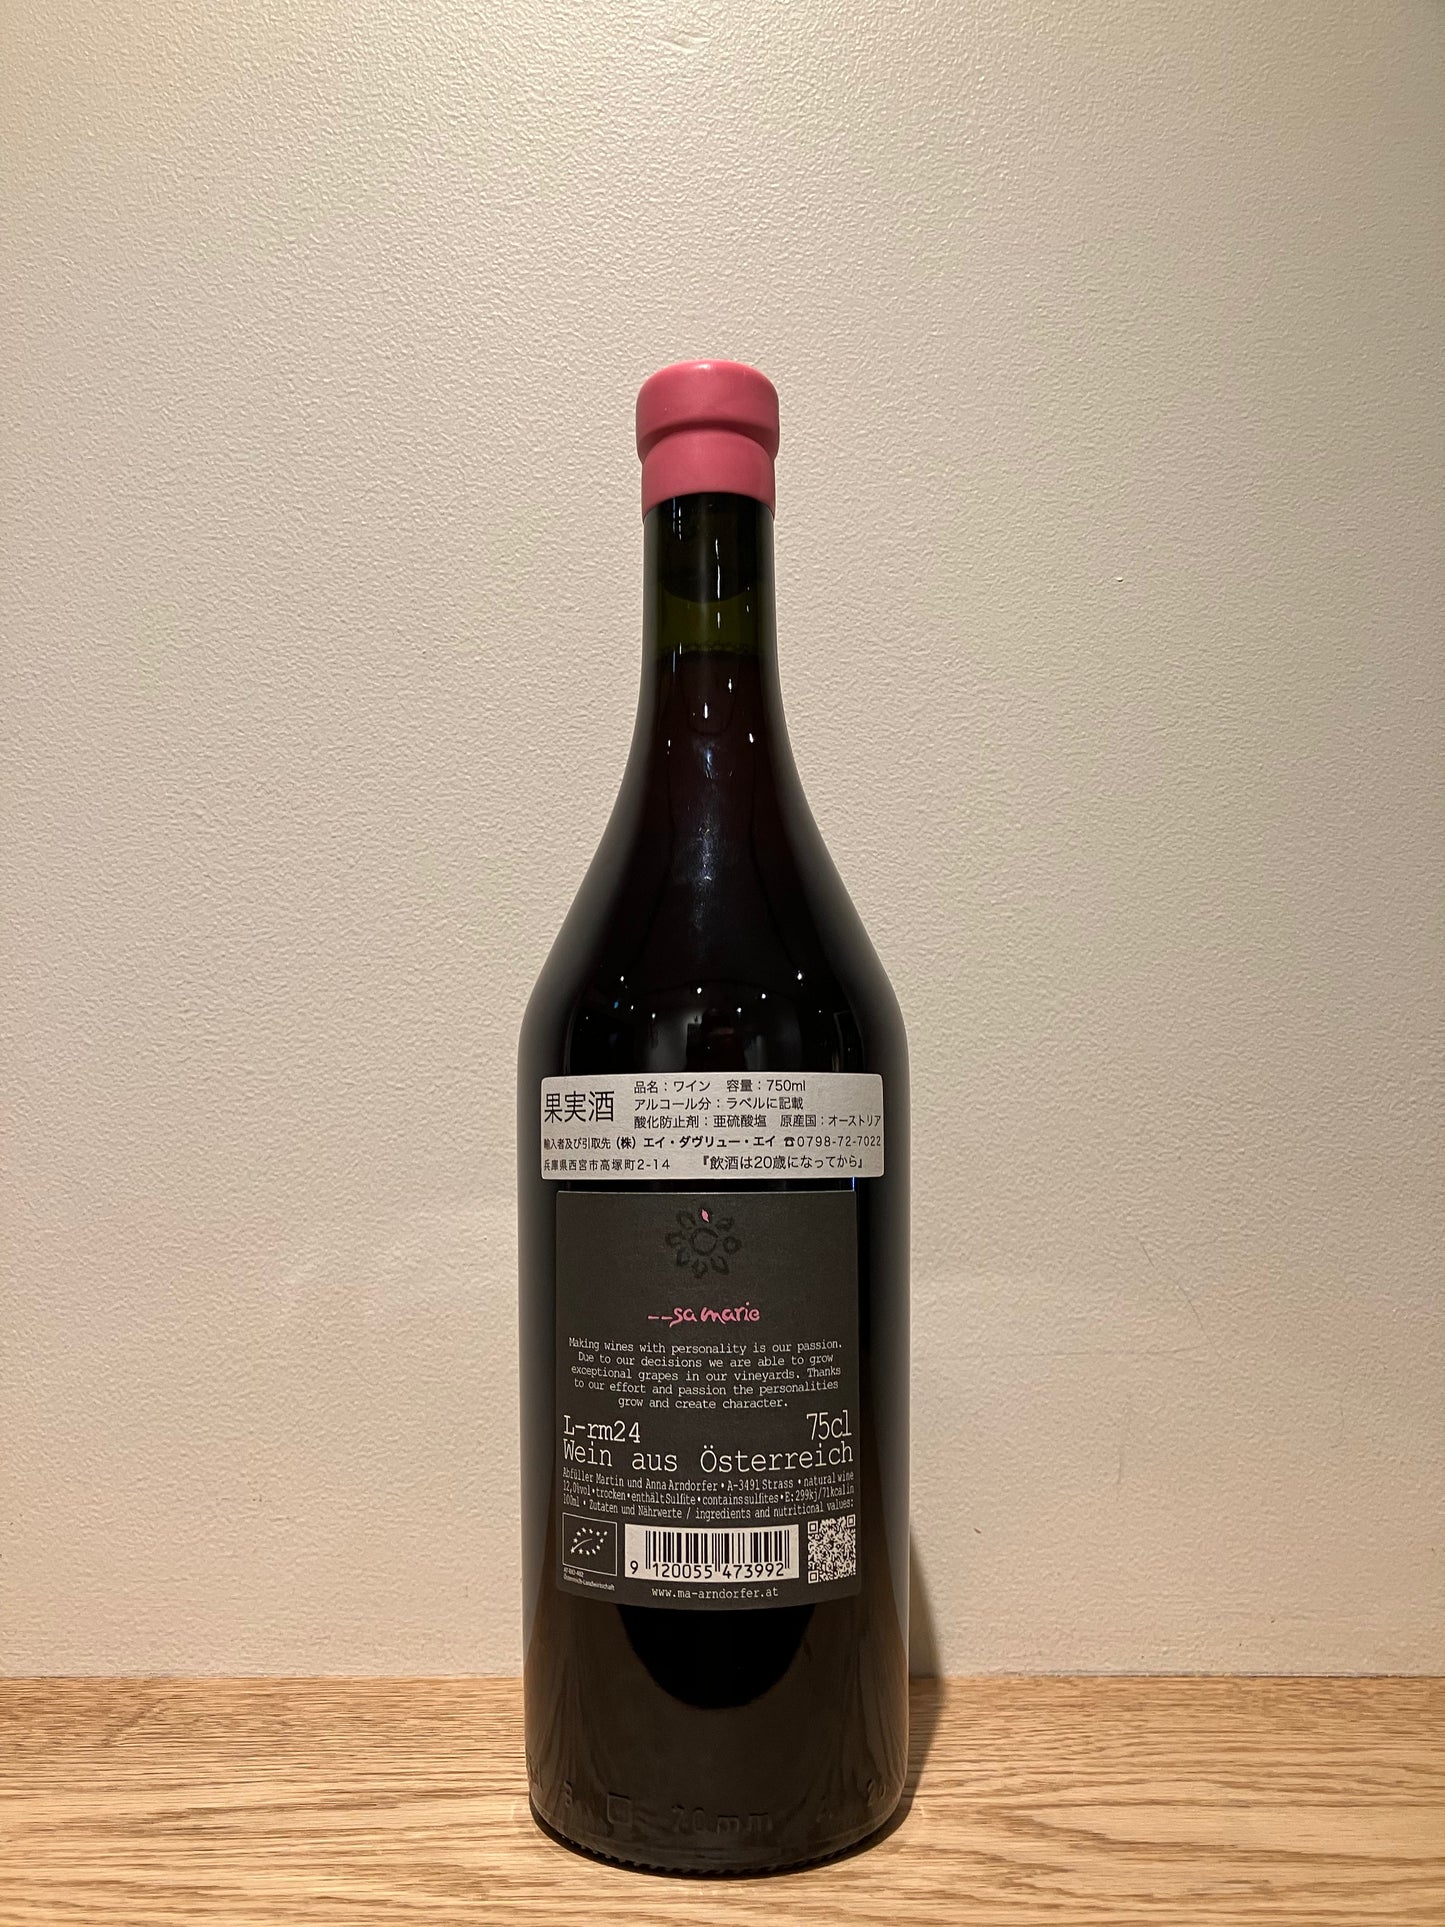 果実酒
品名：ワイン 容量：750ml
アルコール分：ラベルに記載
酸化防止剤：亜硫酸塩 原産国：オーストリア
輸入者及び引取先 (株) エイ・ダヴリュー・エイ ☎0798-72-7022
兵庫県西宮市高塚町2-14 『飲酒は20歳になってから』
--sa marie
Making wines with personality is our passion.
Due to our decisions we are able to grow
exceptional grapes in our vineyards. Thanks
to our effort and passion the personalities
grow and create character.
L-rm24 75cl
Wein aus Österreich
Abfüller Martin und Anna Arndorfer • A-3491 Strass • natural wine
12,0%vol • trocken • enthält Sulfite • contains sulfites • E: 299kj/71kcal in
100ml • Zutaten und Nährwerte / ingredients and nutritional values:
AT-BIO-402
Österreich-Landwirtschaft
9 120055 473992
www.ma-arndorfer.at
70mm